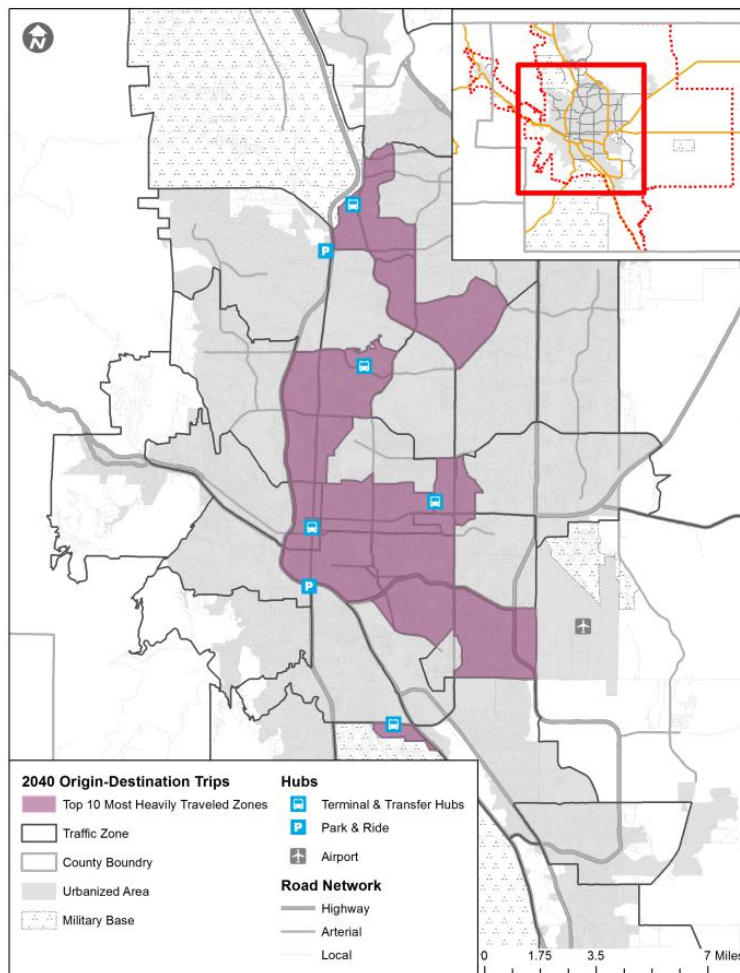 N
P
P
2040 Origin-Destination Trips
Top 10 Most Heavily Traveled Zones
Traffic Zone
County Boundry
Urbanized Area
Military Base
Hubs
Terminal & Transfer Hubs
P Park & Ride
Airport
Road Network
Highway
Arterial
Local
0 1.75 3.5 7 Miles